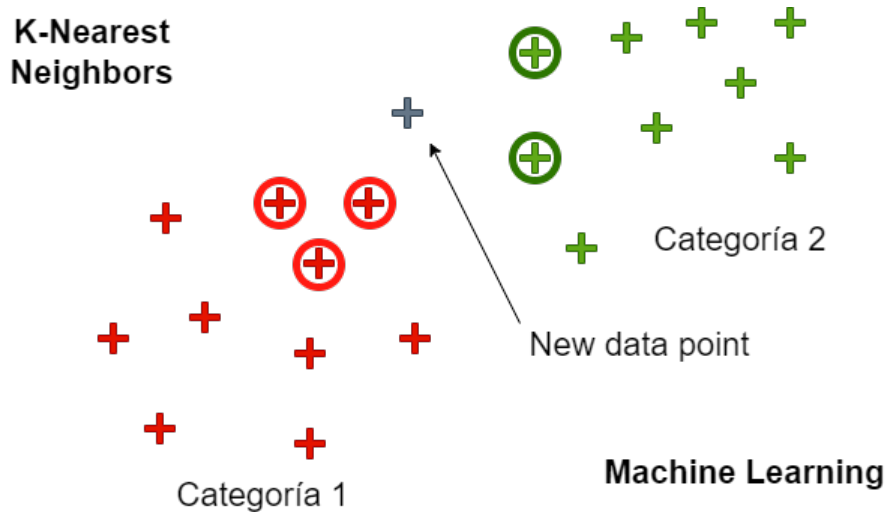 K-Nearest
Neighbors
Categoría 2
New data point
Machine Learning
Categoría 1